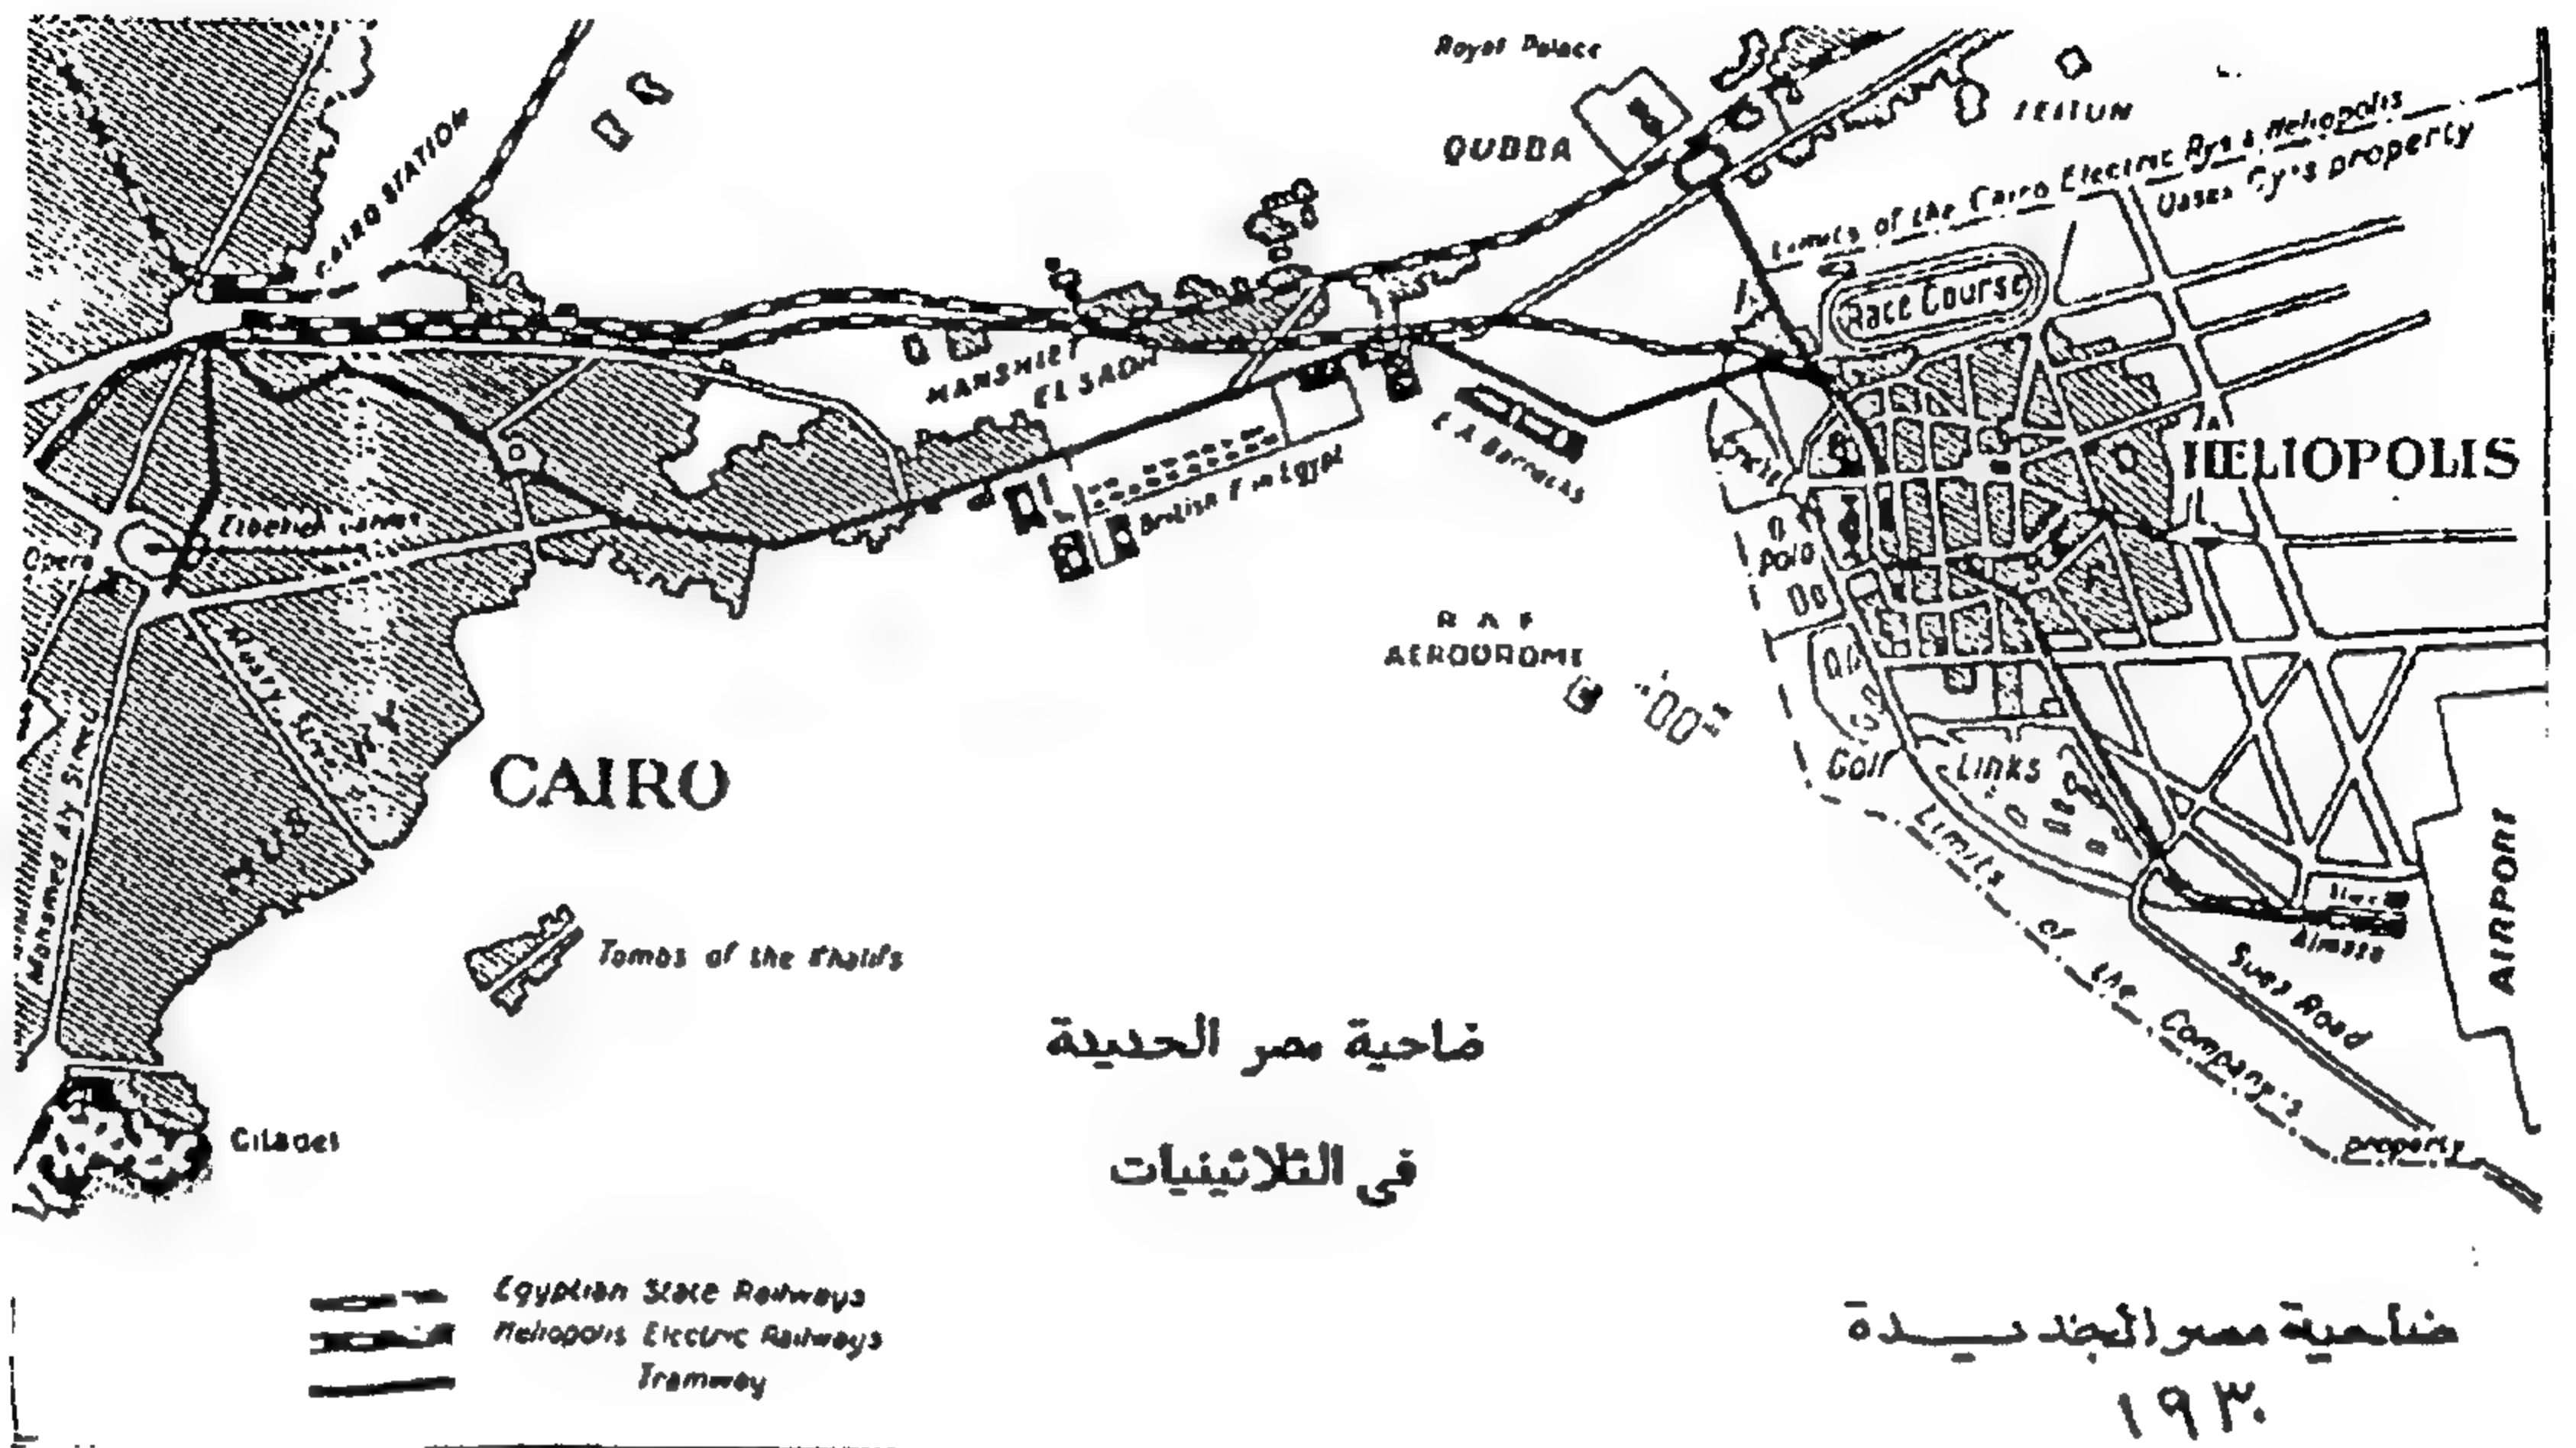 Royal Palace
QUBBA
ZEITUN
CAIRO STATION
Limits of the Cairo Electric Rys & Heliopolis
Oases Cy's property
Race Course
MANSHIET
EL SADR
E.A Barracks
British F in Egypt
HELIOPOLIS
Polo
Opera
R A F
AERODROME
Golf Links
CAIRO
Mohamed Aly Street
Street
MUSKY
Tombs of the Khalifs
Citadel
Limits of the Company's property
Suez Road
Almaza
AIRPORT
ضاحية مصر الجديدة
فى الثلاثينيات
Egyptian State Railways
Heliopolis Electric Railways
Tramway
ضاحية مصر الجديـــدة
١٩٣٠